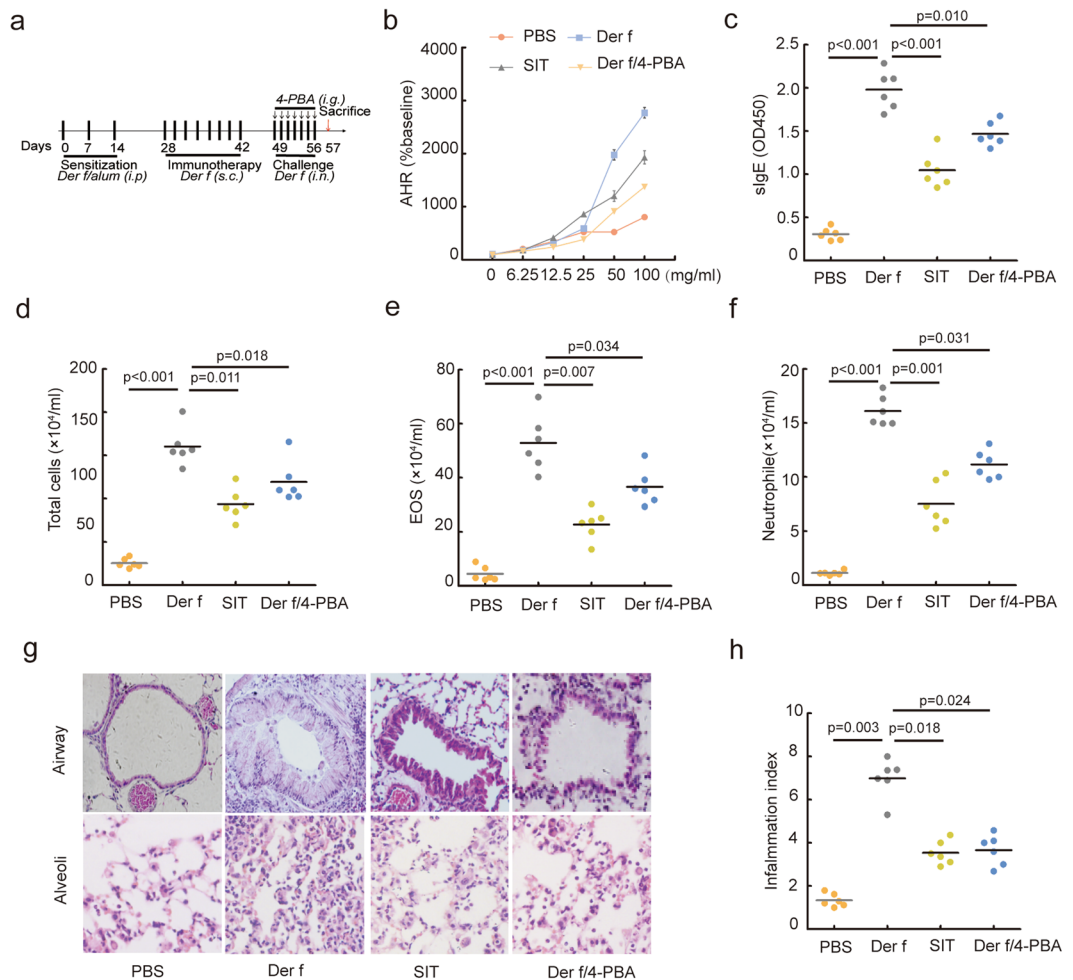 a
4-PBA (i.g.)
Sacrifice
Days 0 7 14 28 42 49 56 57
Sensitization Immunotherapy Challenge
Der f/alum (i.p) Der f (s.c.) Der f (i.n.)
b
PBS Der f
SIT Der f/4-PBA
AHR (%baseline)
4000
3000
2000
1000
0
0 6.25 12.5 25 50 100 (mg/ml)
c
p=0.010
p<0.001 p<0.001
sIgE (OD450)
2.5
2.0
1.5
1.0
0.5
0
PBS Der f SIT Der f/4-PBA
d
p=0.018
p<0.001 p=0.011
Total cells (×10⁴/ml)
200
150
100
100
50
0
PBS Der f SIT Der f/4-PBA
e
p=0.034
p<0.001 p=0.007
EOS (×10⁴/ml)
80
60
40
20
0
PBS Der f SIT Der f/4-PBA
f
p=0.031
p<0.001 p=0.001
Neutrophile(×10⁴/ml)
20
15
10
5
0
PBS Der f SIT Der f/4-PBA
g
Airway
Alveoli
PBS Der f SIT Der f/4-PBA
h
p=0.024
p=0.003 p=0.018
Infalmmation index
10
8
6
4
2
0
PBS Der f SIT Der f/4-PBA